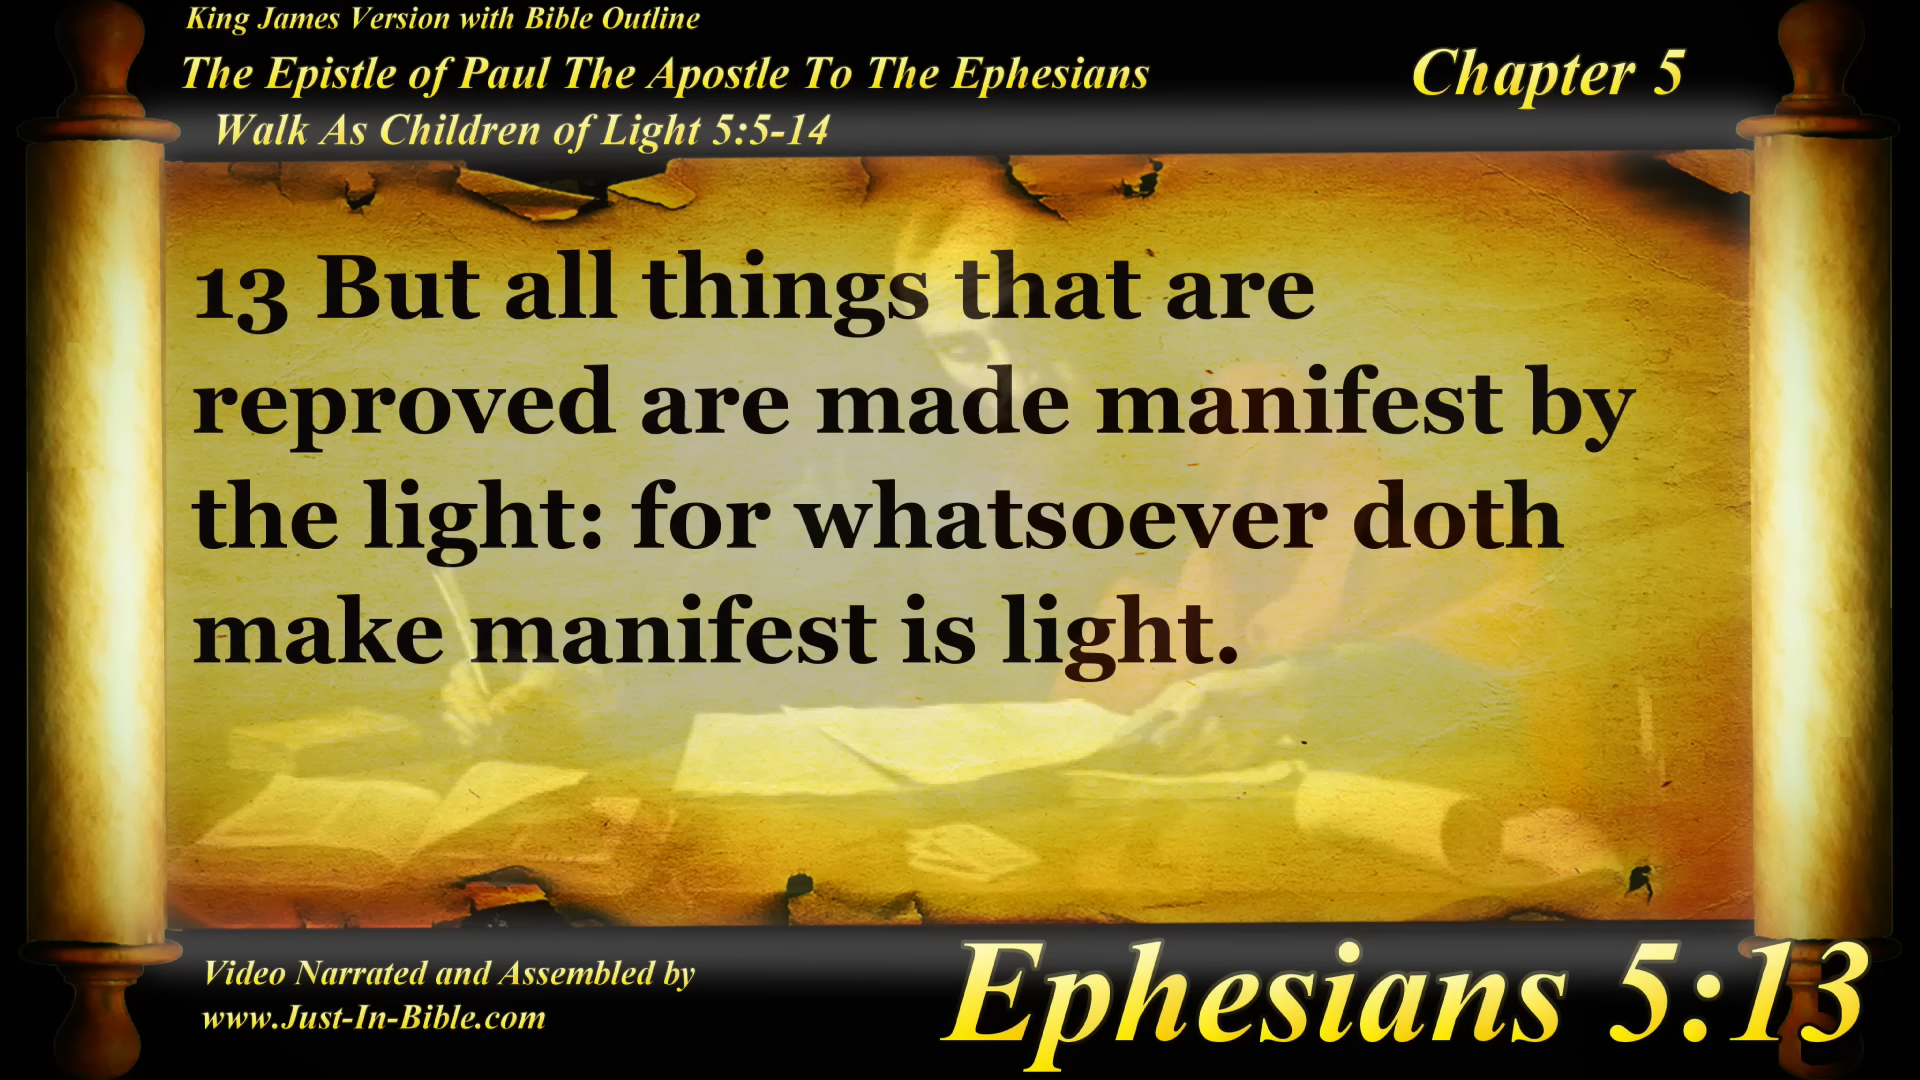 King James Version with Bible Outline
The Epistle of Paul The Apostle To The Ephesians
Chapter 5
Walk As Children of Light 5:5-14
13 But all things that are
reproved are made manifest by
the light: for whatsoever doth
make manifest is light.
Video Narrated and Assembled by
www.Just-In-Bible.com
Ephesians 5:13